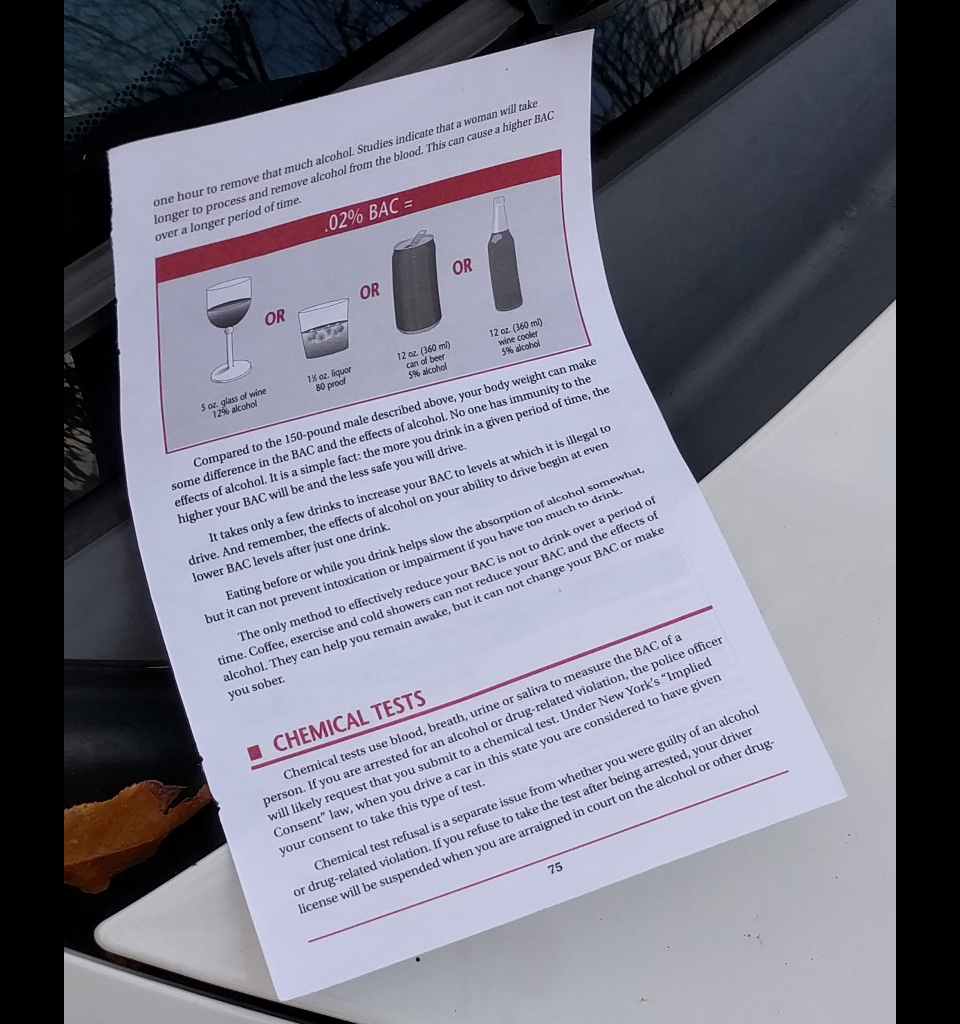 one hour to remove that much alcohol. Studies indicate that a woman will take
longer to process and remove alcohol from the blood. This can cause a higher BAC
over a longer period of time.
.02% BAC =
OR
OR
OR
5 oz. glass of wine
12% alcohol
1½ oz. liquor
80 proof
12 oz. (360 ml)
can of beer
5% alcohol
12 oz. (360 ml)
wine cooler
5% alcohol
Compared to the 150-pound male described above, your body weight can make
some difference in the BAC and the effects of alcohol. No one has immunity to the
effects of alcohol. It is a simple fact: the more you drink in a given period of time, the
higher your BAC will be and the less safe you will drive.
It takes only a few drinks to increase your BAC to levels at which it is illegal to
drive. And remember, the effects of alcohol on your ability to drive begin at even
lower BAC levels after just one drink.
Eating before or while you drink helps slow the absorption of alcohol somewhat,
but it can not prevent intoxication or impairment if you have too much to drink.
The only method to effectively reduce your BAC is not to drink over a period of
time. Coffee, exercise and cold showers can not reduce your BAC and the effects of
alcohol. They can help you remain awake, but it can not change your BAC or make
you sober.
CHEMICAL TESTS
Chemical tests use blood, breath, urine or saliva to measure the BAC of a
person. If you are arrested for an alcohol or drug-related violation, the police officer
will likely request that you submit to a chemical test. Under New York's "Implied
Consent" law, when you drive a car in this state you are considered to have given
your consent to take this type of test.
Chemical test refusal is a separate issue from whether you were guilty of an alcohol
or drug-related violation. If you refuse to take the test after being arrested, your driver
license will be suspended when you are arraigned in court on the alcohol or other drug-
75